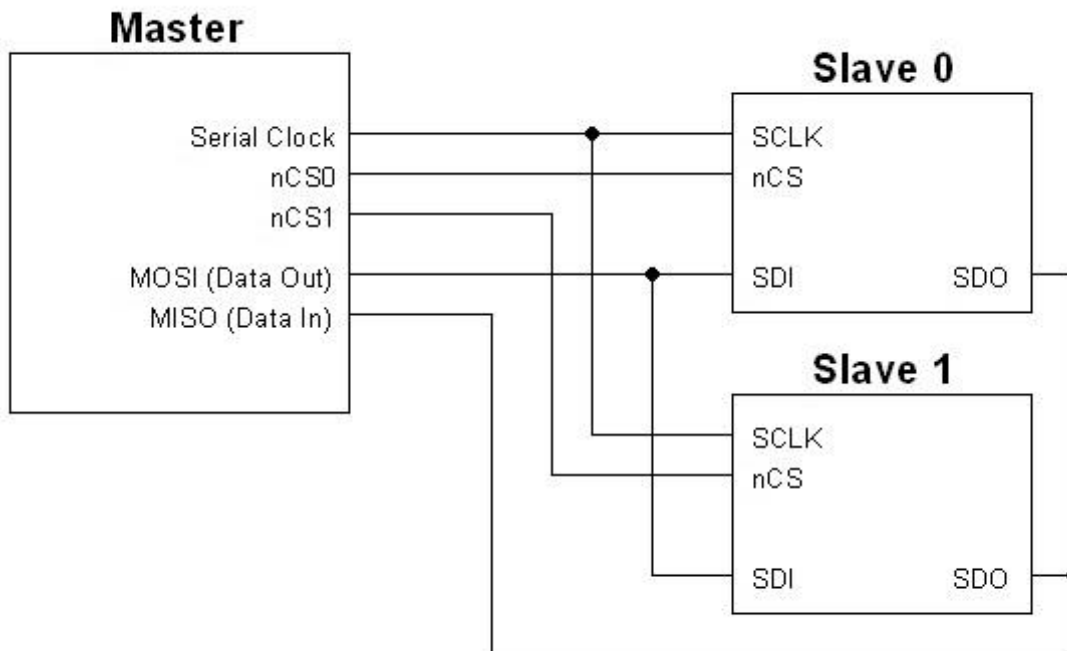 Master
Serial Clock
nCS0
nCS1
MOSI (Data Out)
MISO (Data In)
Slave 0
SCLK
nCS
SDI SDO
Slave 1
SCLK
nCS
SDI SDO